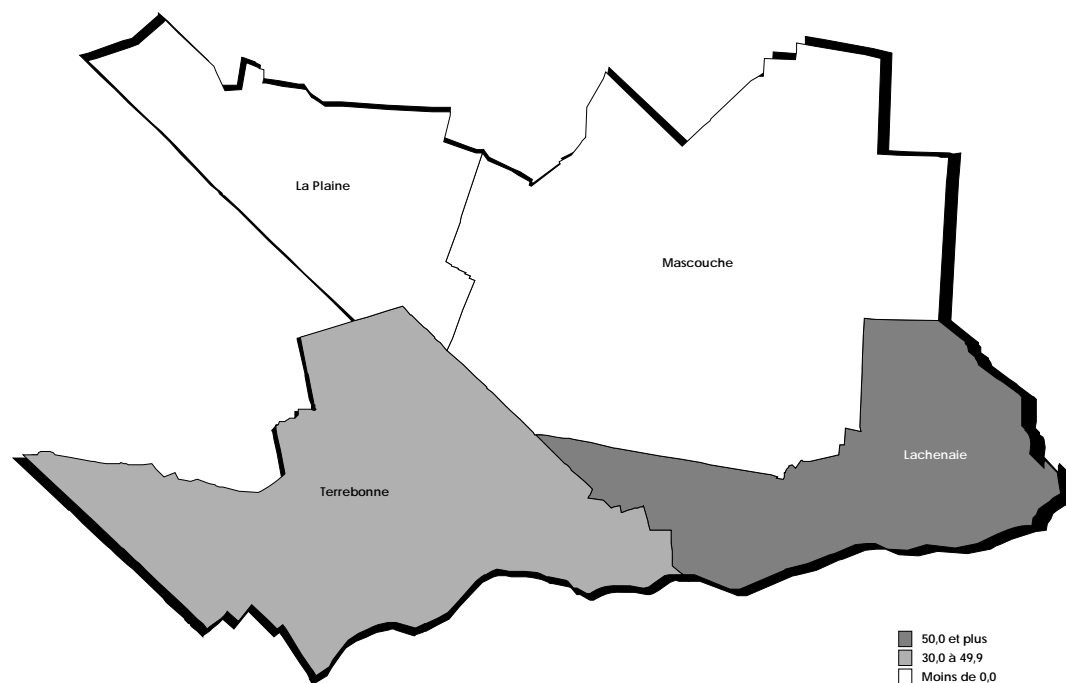 La Plaine
Mascouche
Lachenaie
Terrebonne
50,0 et plus
30,0 à 49,9
Moins de 0,0